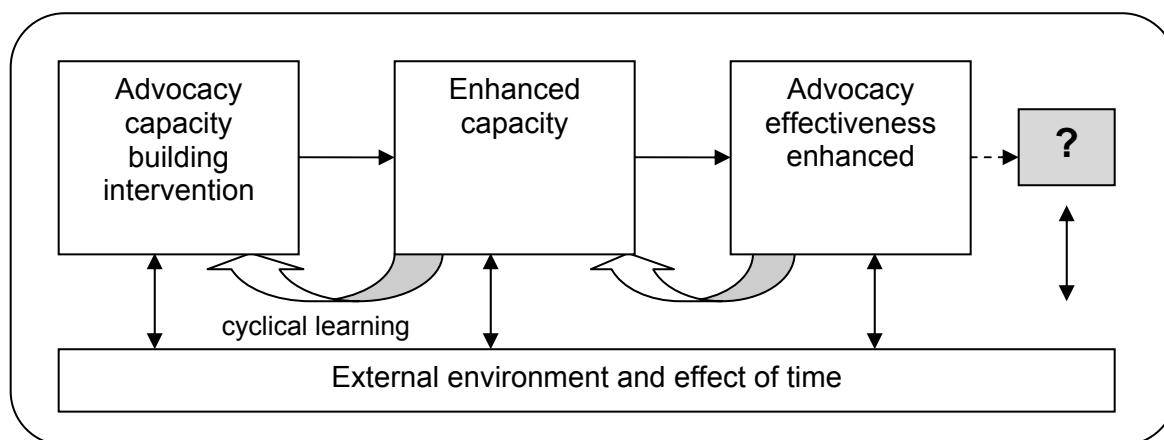 Advocacy
capacity
building
intervention
Enhanced
capacity
Advocacy
effectiveness
enhanced
?
cyclical learning
External environment and effect of time